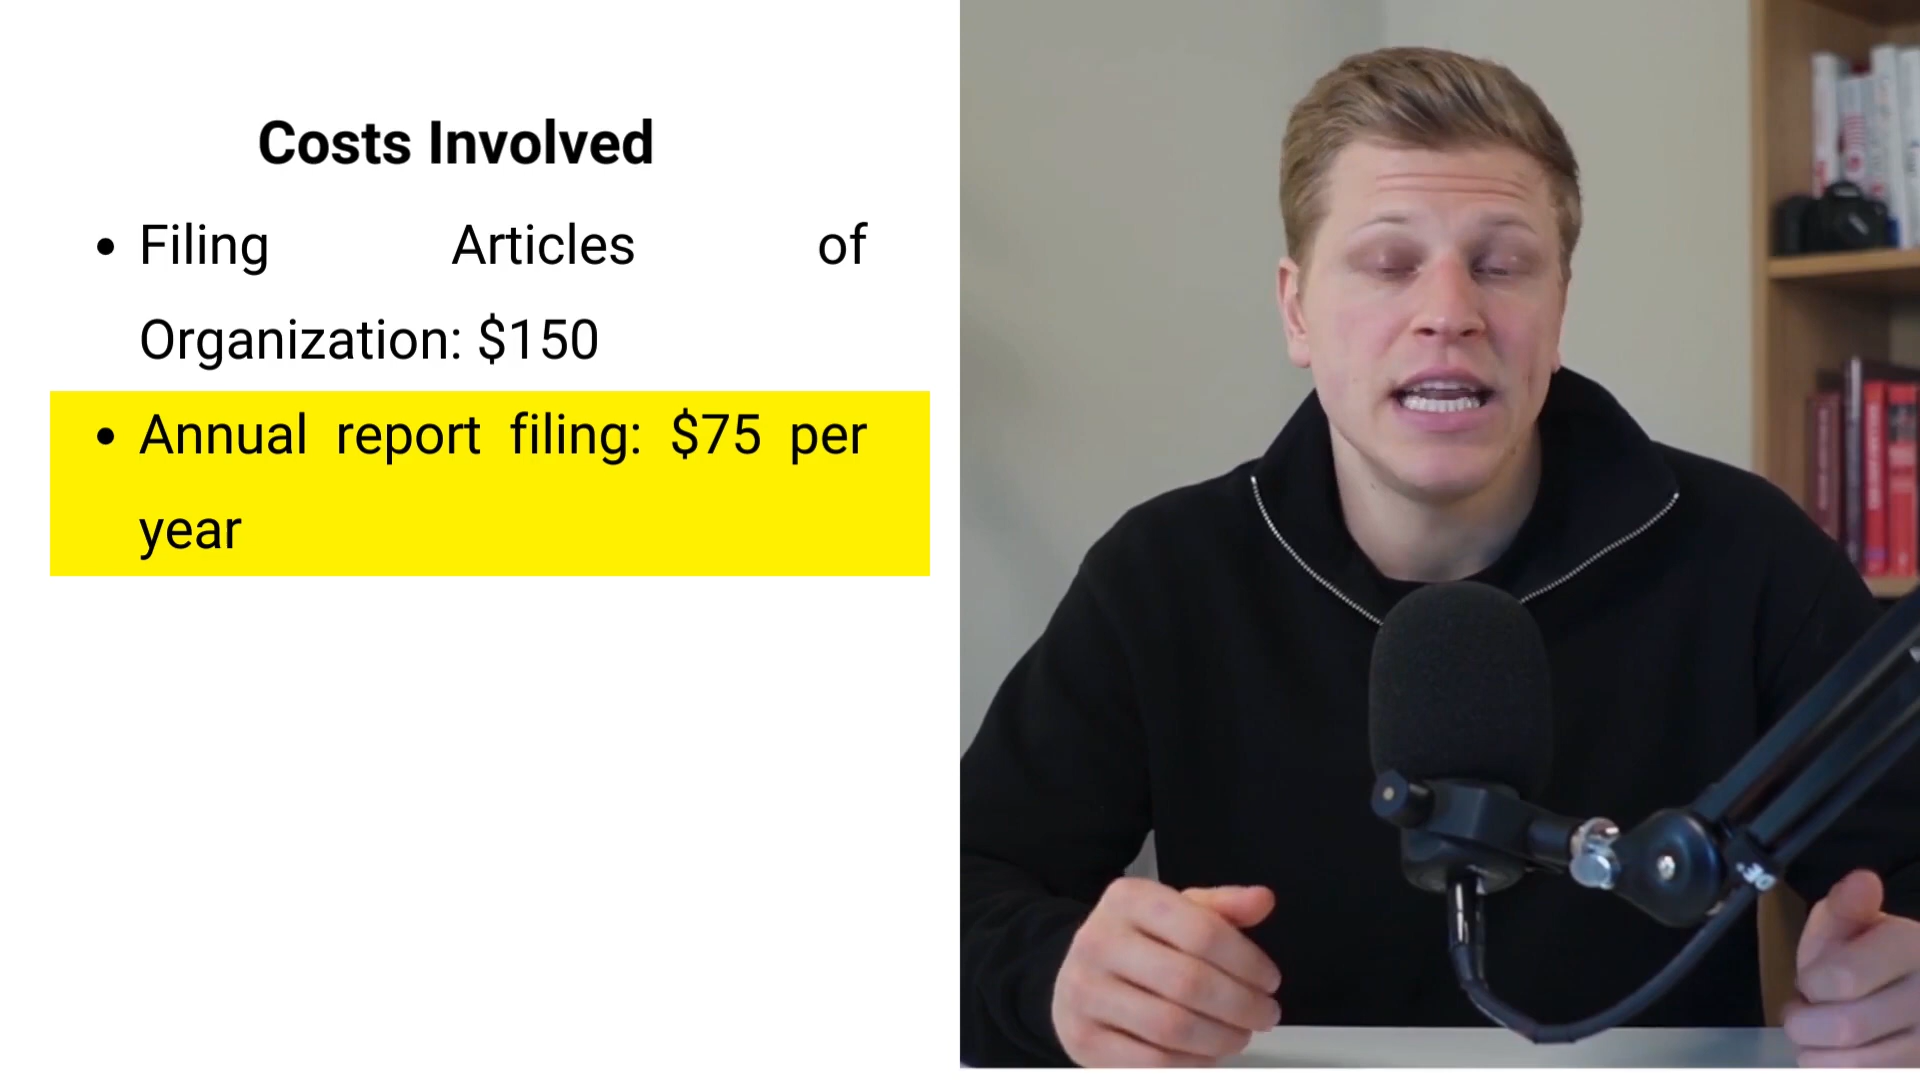 Costs Involved
• Filing Articles of
Organization: $150
• Annual report filing: $75 per
year